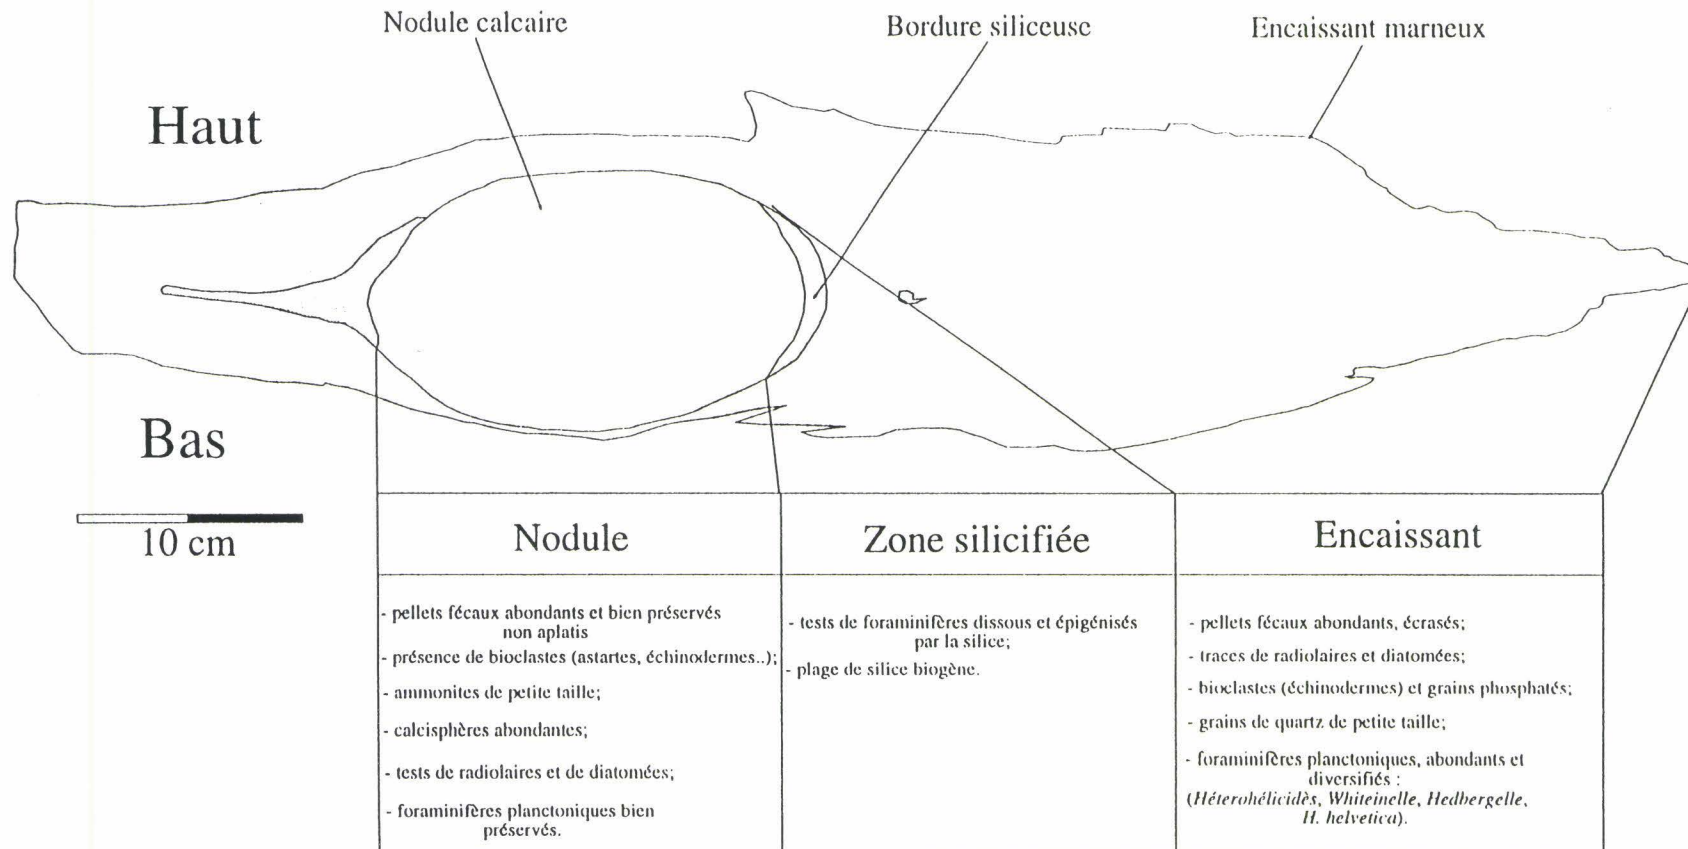 Nodule calcaire
Bordure siliceuse
Encaissant marneux
Haut
Bas
10 cm
Nodule
- pellets fécaux abondants et bien préservés
non aplatis
- présence de bioclastes (astartes, échinodermes..);
- ammonites de petite taille;
- calcisphères abondantes;
- tests de radiolaires et de diatomées;
- foraminifères planctoniques bien
préservés.
Zone silicifiée
- tests de foraminifères dissous et épigénisés
par la silice;
- plage de silice biogène.
Encaissant
- pellets fécaux abondants, écrasés;
- traces de radiolaires et diatomées;
- bioclastes (échinodermes) et grains phosphatés;
- grains de quartz de petite taille;
- foraminifères planctoniques, abondants et
diversifiés :
(Hétérohélicidès, Whiteinelle, Hedbergelle,
H. helvetica).